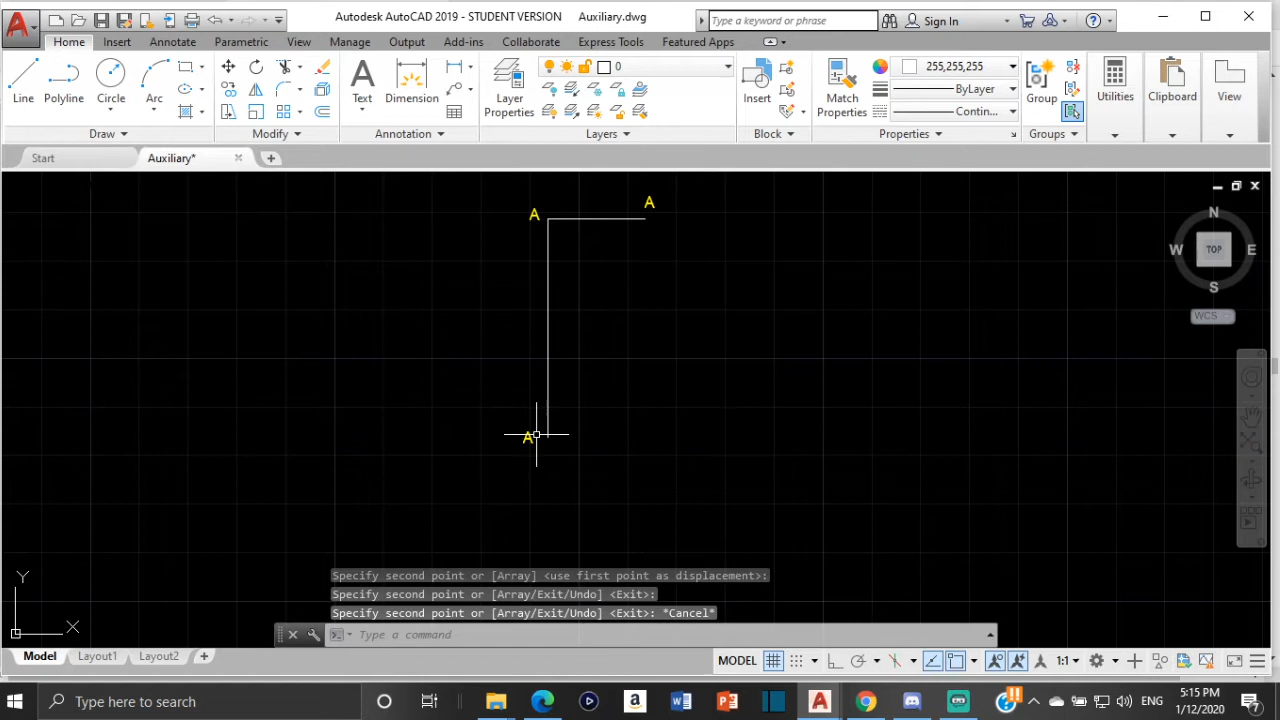 Autodesk AutoCAD 2019 - STUDENT VERSION Auxiliary.dwg
Type a keyword or phrase
Sign In
Home Insert Annotate Parametric View Manage Output Add-ins Collaborate Express Tools Featured Apps
Line Polyline Circle Arc
Text Dimension
Layer Properties
0
Insert
Match Properties
255,255,255
ByLayer
Contin...
Group
Utilities
Clipboard
View
Draw Modify Annotation Layers Block Properties Groups
Start Auxiliary*
A A
A
N
W TOP E
S
WCS
Specify second point or [Array] <use first point as displacement>:
Specify second point or [Array/Exit/Undo] <Exit>:
Specify second point or [Array/Exit/Undo] <Exit>: *Cancel*
Y
X
Type a command
Model Layout1 Layout2
MODEL 1:1
Type here to search
ENG
5:15 PM
1/12/2020